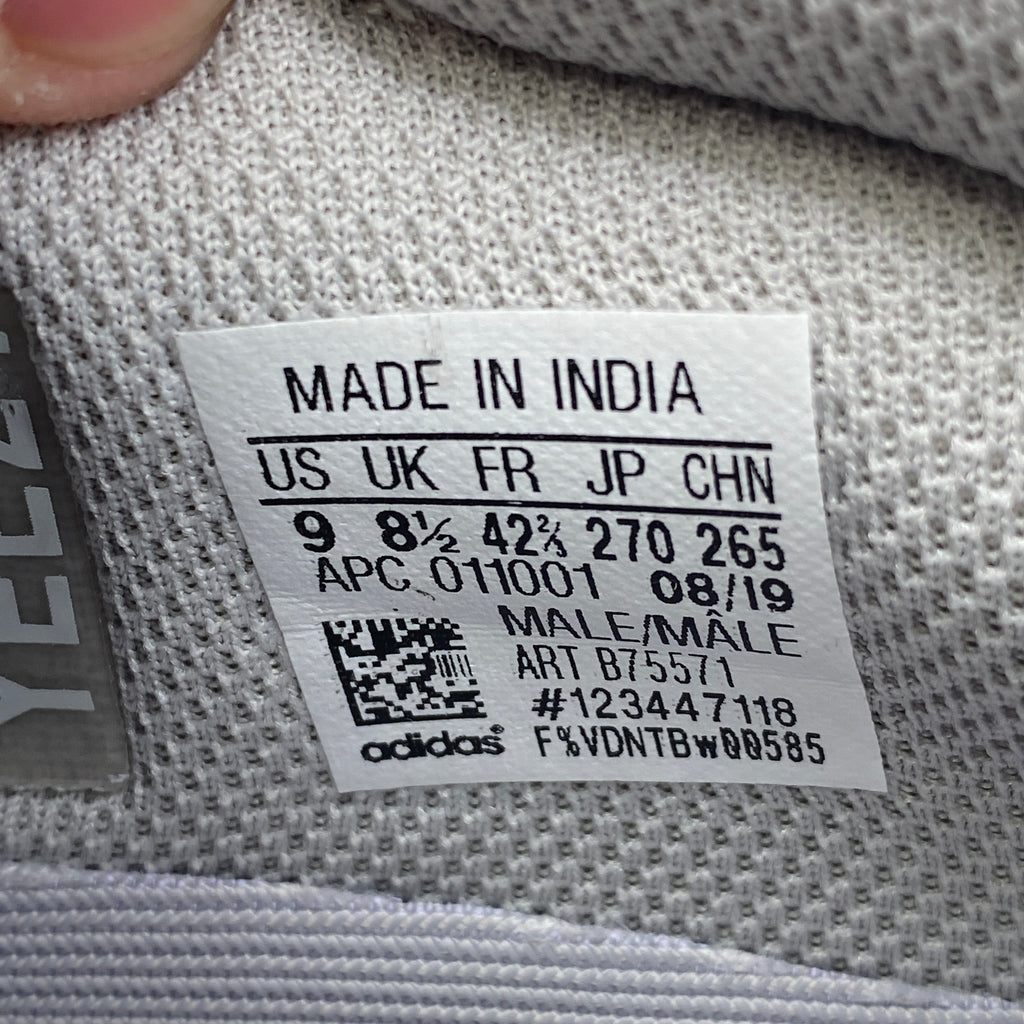 MADE IN INDIA
US UK FR JP CHN
9 8½ 42⅔ 270 265
APC 011001 08/19
MALE/MÂLE
ART B75571
#123447118
adidas® F%VDNTBw00585